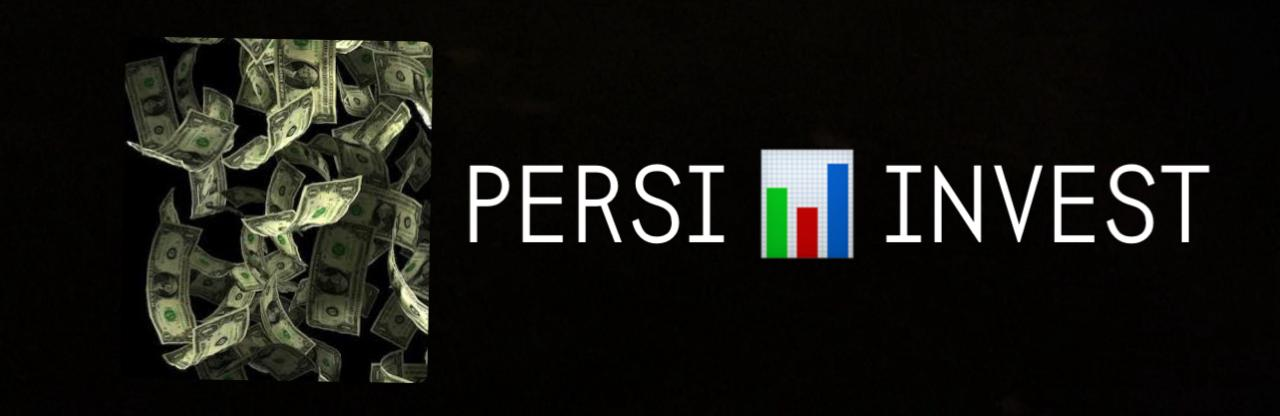 PERSI 📊 INVEST